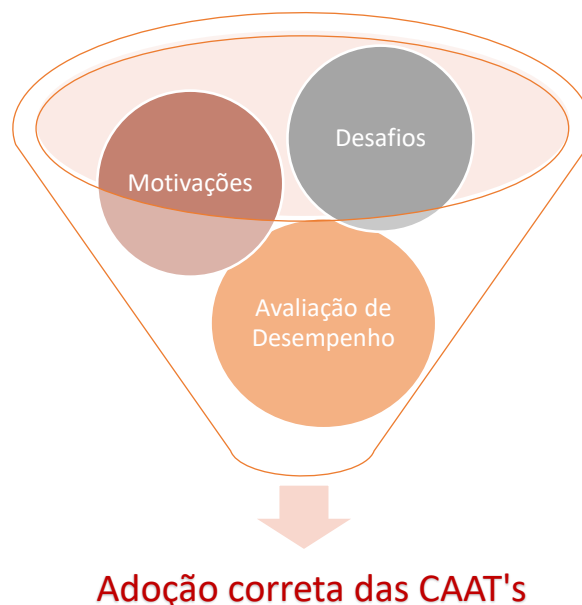 Desafios
Motivações
Avaliação de
Desempenho
Adoção correta das CAAT's